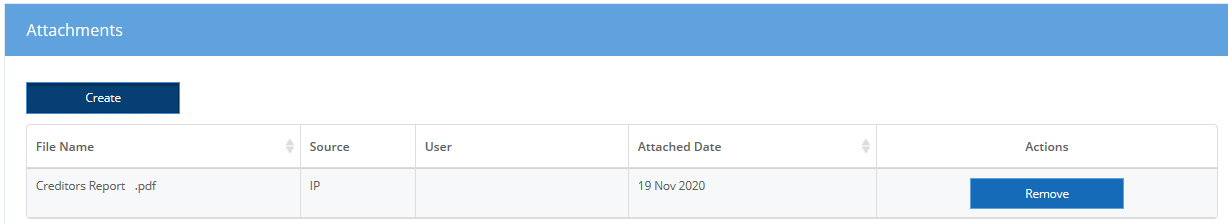 Attachments
Create
File Name Source User Attached Date Actions
Creditors Report .pdf IP 19 Nov 2020 Remove